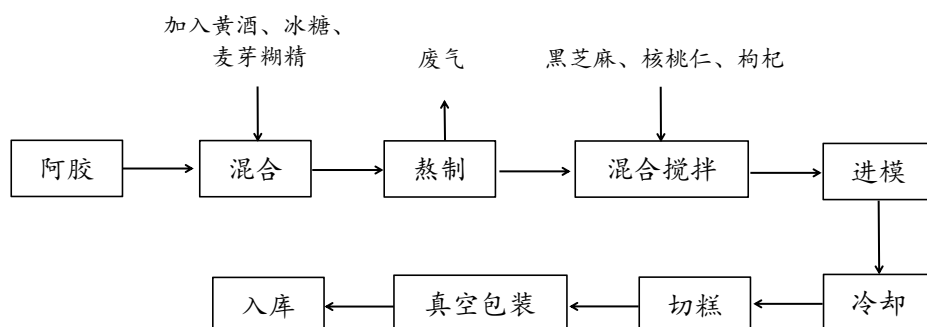 加入黄酒、冰糖、
麦芽糊精
废气
黑芝麻、核桃仁、枸杞
阿胶
混合
熬制
混合搅拌
进模
入库
真空包装
切糕
冷却